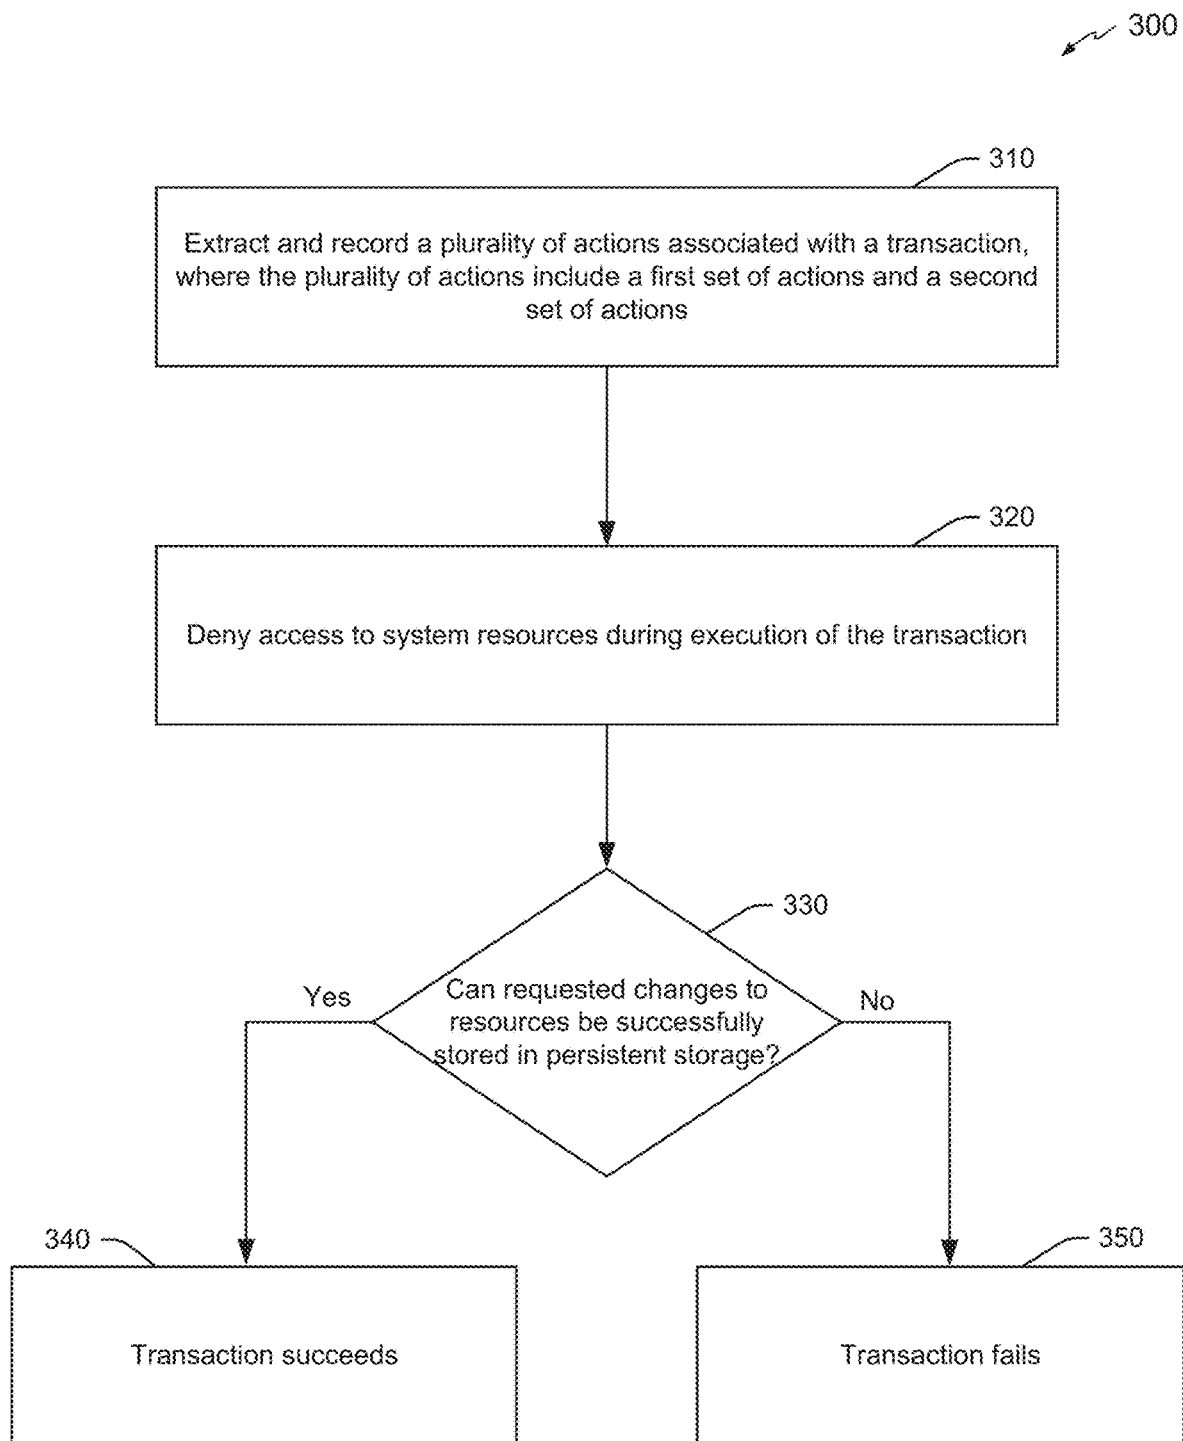 300
310
Extract and record a plurality of actions associated with a transaction,
where the plurality of actions include a first set of actions and a second
set of actions
320
Deny access to system resources during execution of the transaction
330
Can requested changes to
resources be successfully
stored in persistent storage?
Yes
No
340
Transaction succeeds
350
Transaction fails